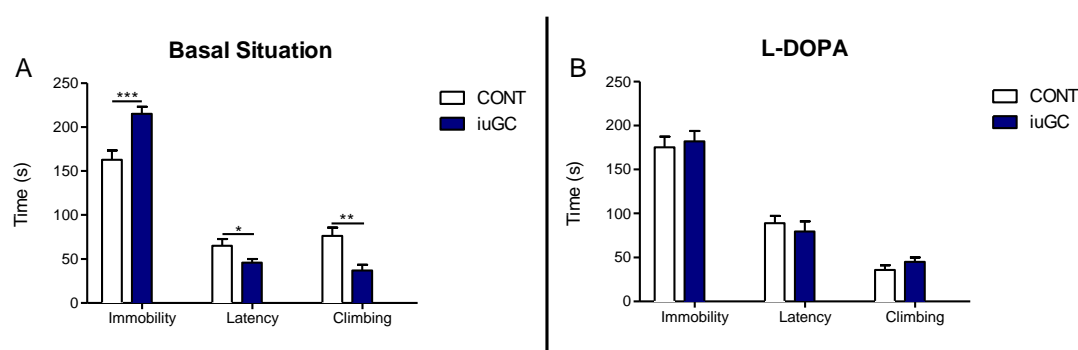 Basal Situation
A
250
200
150
100
50
0
Time (s)
***
*
**
Immobility
Latency
Climbing
CONT
iuGC
L-DOPA
B
250
200
150
100
50
0
Time (s)
Immobility
Latency
Climbing
CONT
iuGC